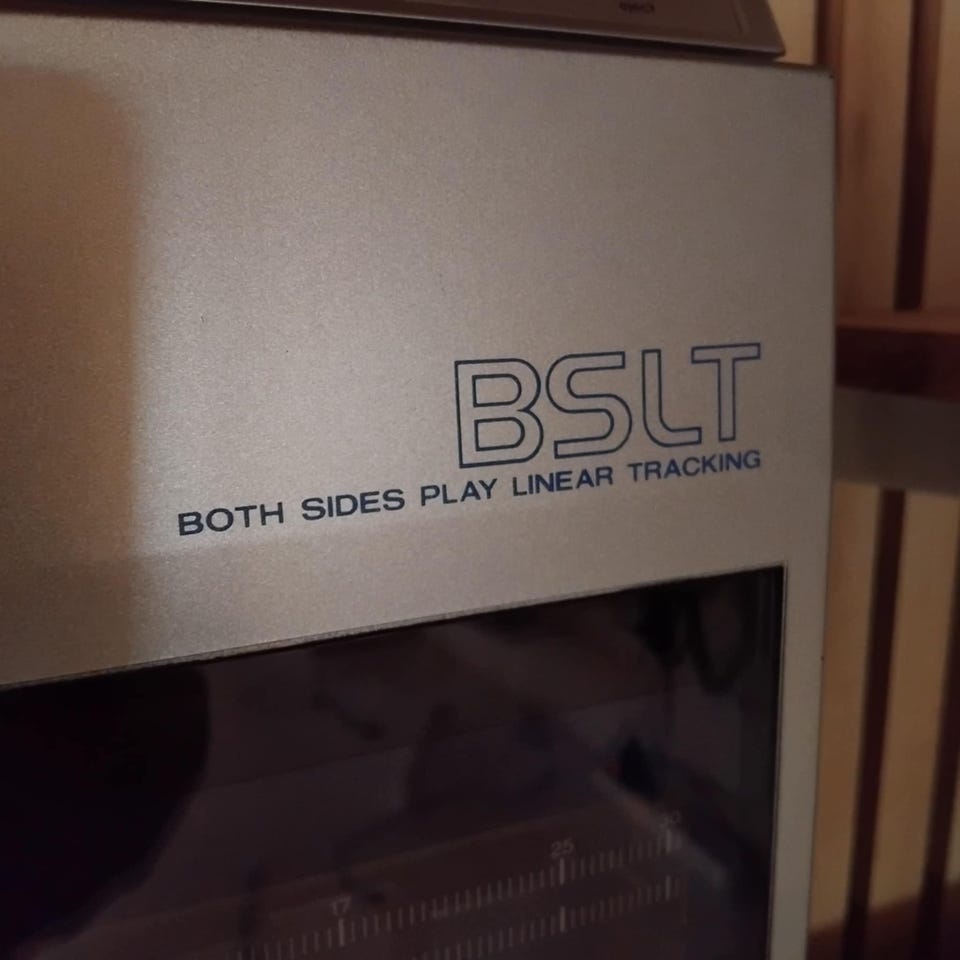 BSLT
BOTH SIDES PLAY LINEAR TRACKING
17 25 30